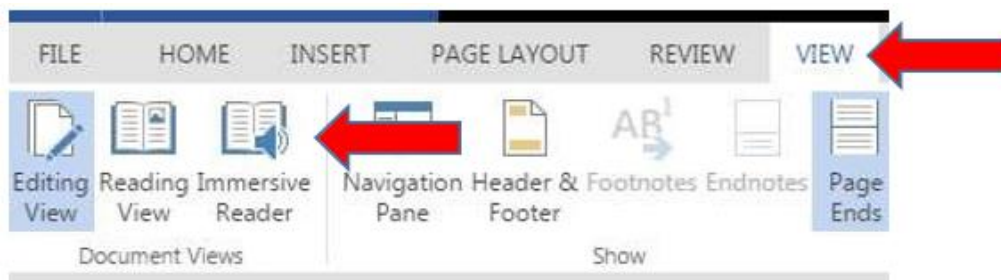 FILE HOME INSERT PAGE LAYOUT REVIEW VIEW
AB1
Editing Reading Immersive Navigation Header & Footnotes Endnotes Page
View View Reader Pane Footer Ends
Document Views Show